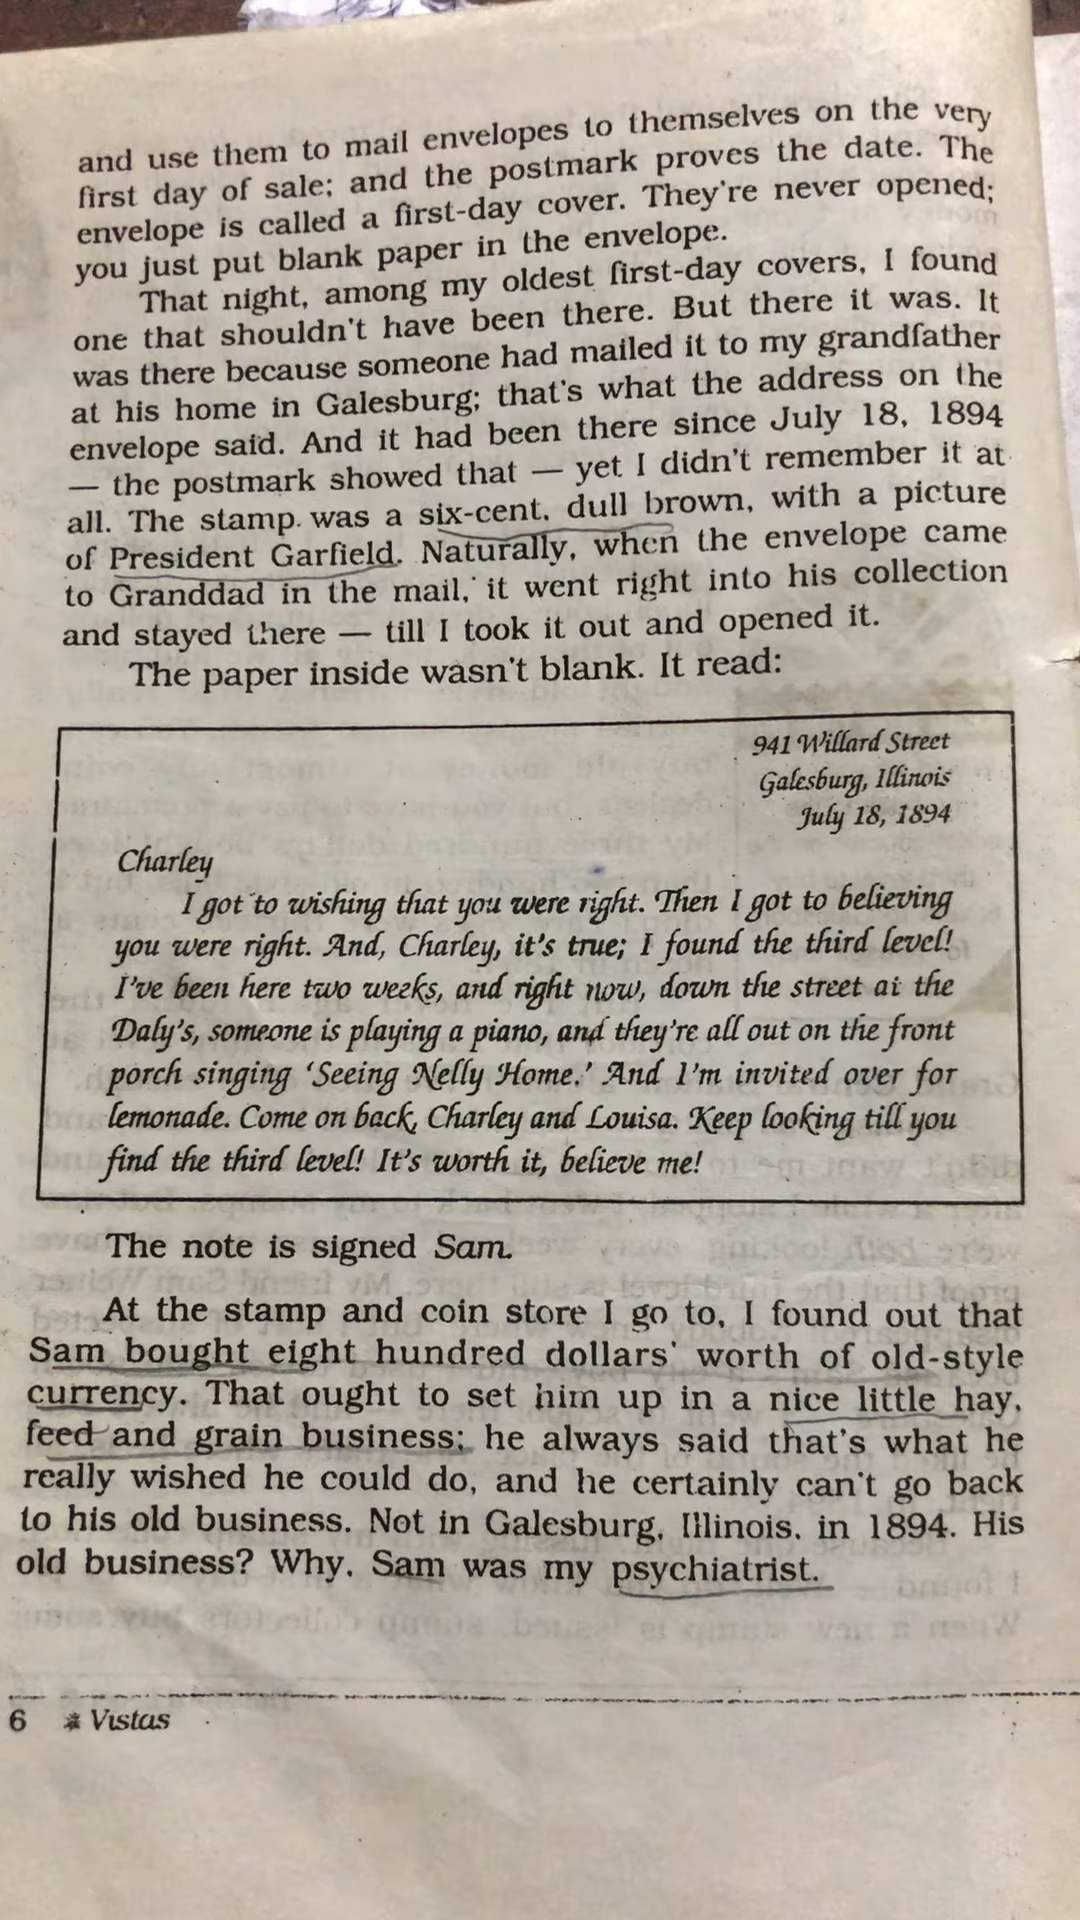 and use them to mail envelopes to themselves on the very
first day of sale; and the postmark proves the date. The
envelope is called a first-day cover. They're never opened;
you just put blank paper in the envelope.
That night, among my oldest first-day covers, I found
one that shouldn't have been there. But there it was. It
was there because someone had mailed it to my grandfather
at his home in Galesburg; that's what the address on the
envelope said. And it had been there since July 18, 1894
— the postmark showed that — yet I didn't remember it at
all. The stamp was a six-cent, dull brown, with a picture
of President Garfield. Naturally, when the envelope came
to Granddad in the mail, it went right into his collection
and stayed there — till I took it out and opened it.
The paper inside wasn't blank. It read:
941 Willard Street
Galesburg, Illinois
July 18, 1894
Charley
I got to wishing that you were right. Then I got to believing
you were right. And, Charley, it's true; I found the third level!
I've been here two weeks, and right now, down the street at the
Daly's, someone is playing a piano, and they're all out on the front
porch singing 'Seeing Nelly Home.' And I'm invited over for
lemonade. Come on back, Charley and Louisa. Keep looking till you
find the third level! It's worth it, believe me!
The note is signed Sam.
At the stamp and coin store I go to, I found out that
Sam bought eight hundred dollars' worth of old-style
currency. That ought to set him up in a nice little hay,
feed and grain business; he always said that's what he
really wished he could do, and he certainly can't go back
to his old business. Not in Galesburg, Illinois, in 1894. His
old business? Why, Sam was my psychiatrist.
6 Vistas